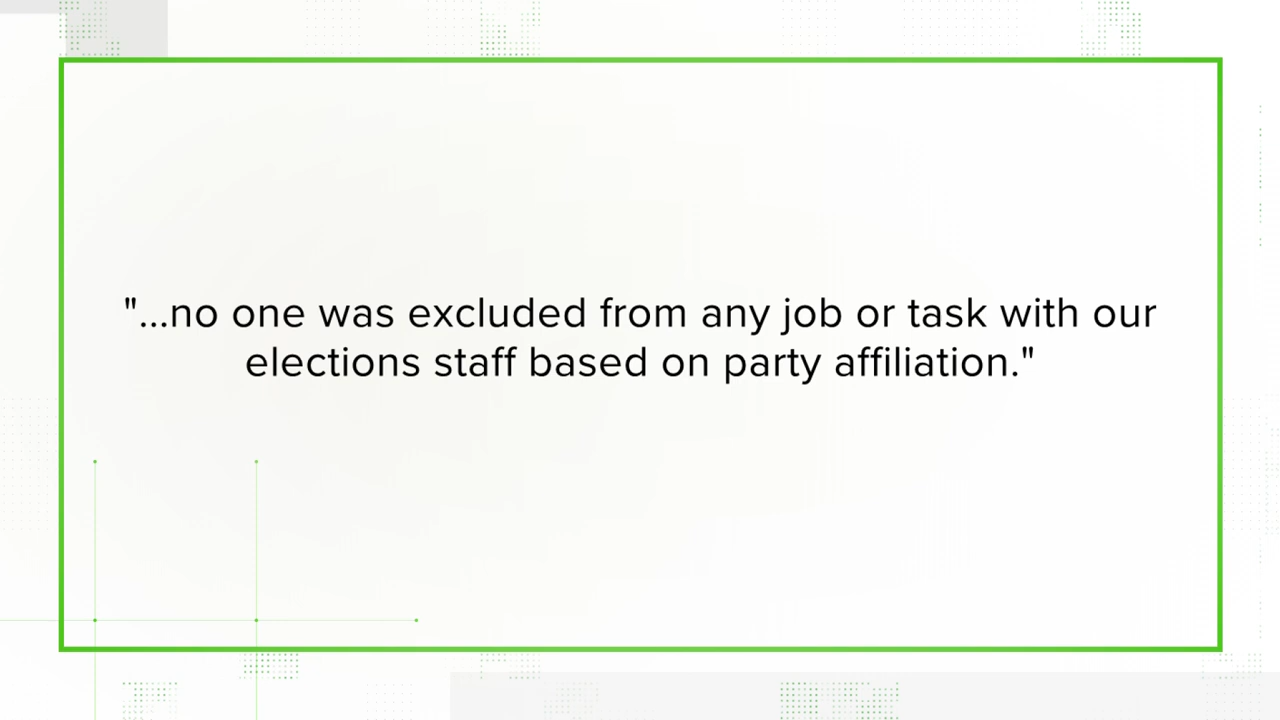 "...no one was excluded from any job or task with our
elections staff based on party affiliation."